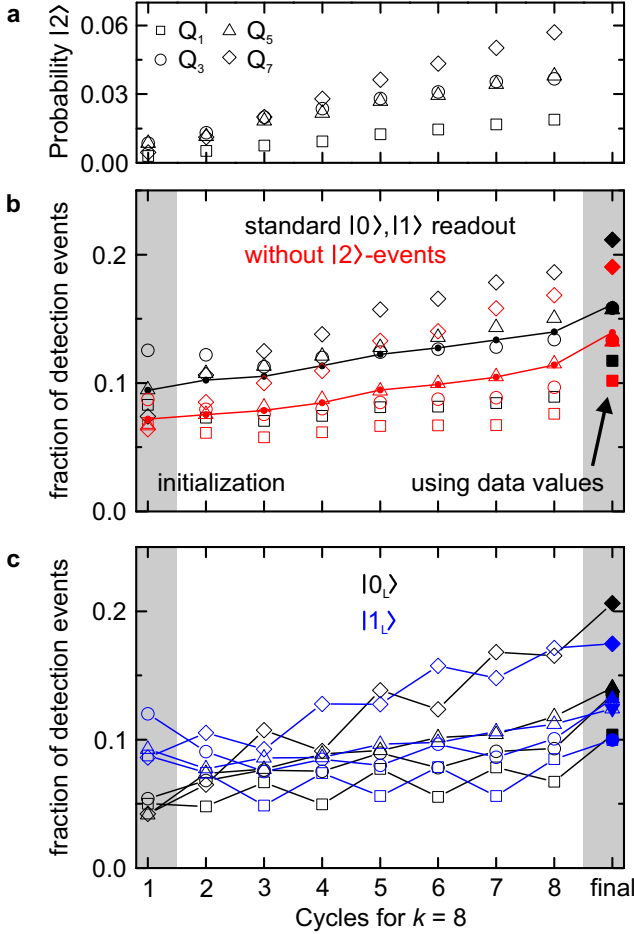 a
Probability |2⟩
0.06
0.03
0.00
Q₁
Q₅
Q₃
Q₇
b
fraction of detection events
0.2
0.1
0.0
standard |0⟩,|1⟩ readout
without |2⟩-events
initialization
using data values
c
fraction of detection events
0.2
0.1
0.0
|0_L⟩
|1_L⟩
1 2 3 4 5 6 7 8 final
Cycles for k = 8